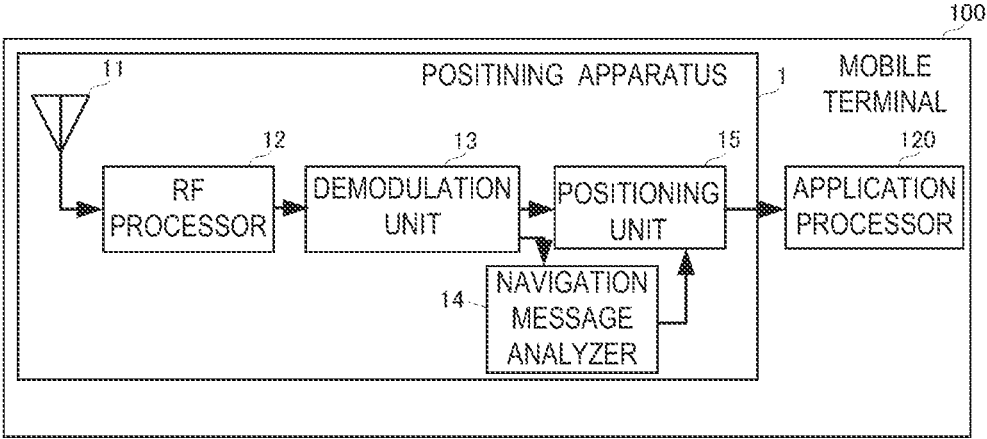 100
11
POSITINING APPARATUS
1
MOBILE
TERMINAL
12
RF
PROCESSOR
13
DEMODULATION
UNIT
15
POSITIONING
UNIT
120
APPLICATION
PROCESSOR
14
NAVIGATION
MESSAGE
ANALYZER